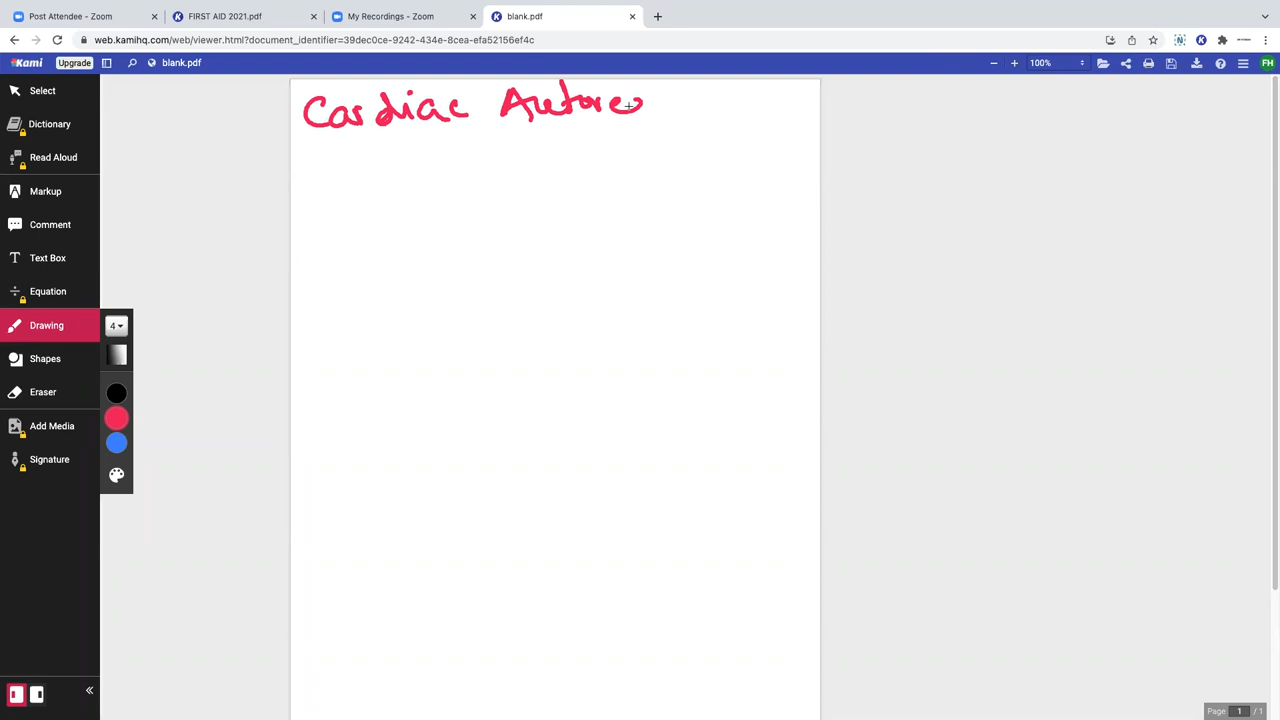 Post Attendee - Zoom
FIRST AID 2021.pdf
My Recordings - Zoom
blank.pdf
web.kamihq.com/web/viewer.html?document_identifier=39dec0ce-9242-434e-8cea-efa52156ef4c
Kami Upgrade blank.pdf 100% FH
Select
Dictionary
Read Aloud
Markup
Comment
Text Box
Equation
Drawing
Shapes
Eraser
Add Media
Signature
4
Cardiac Autore
Page: 1 / 1